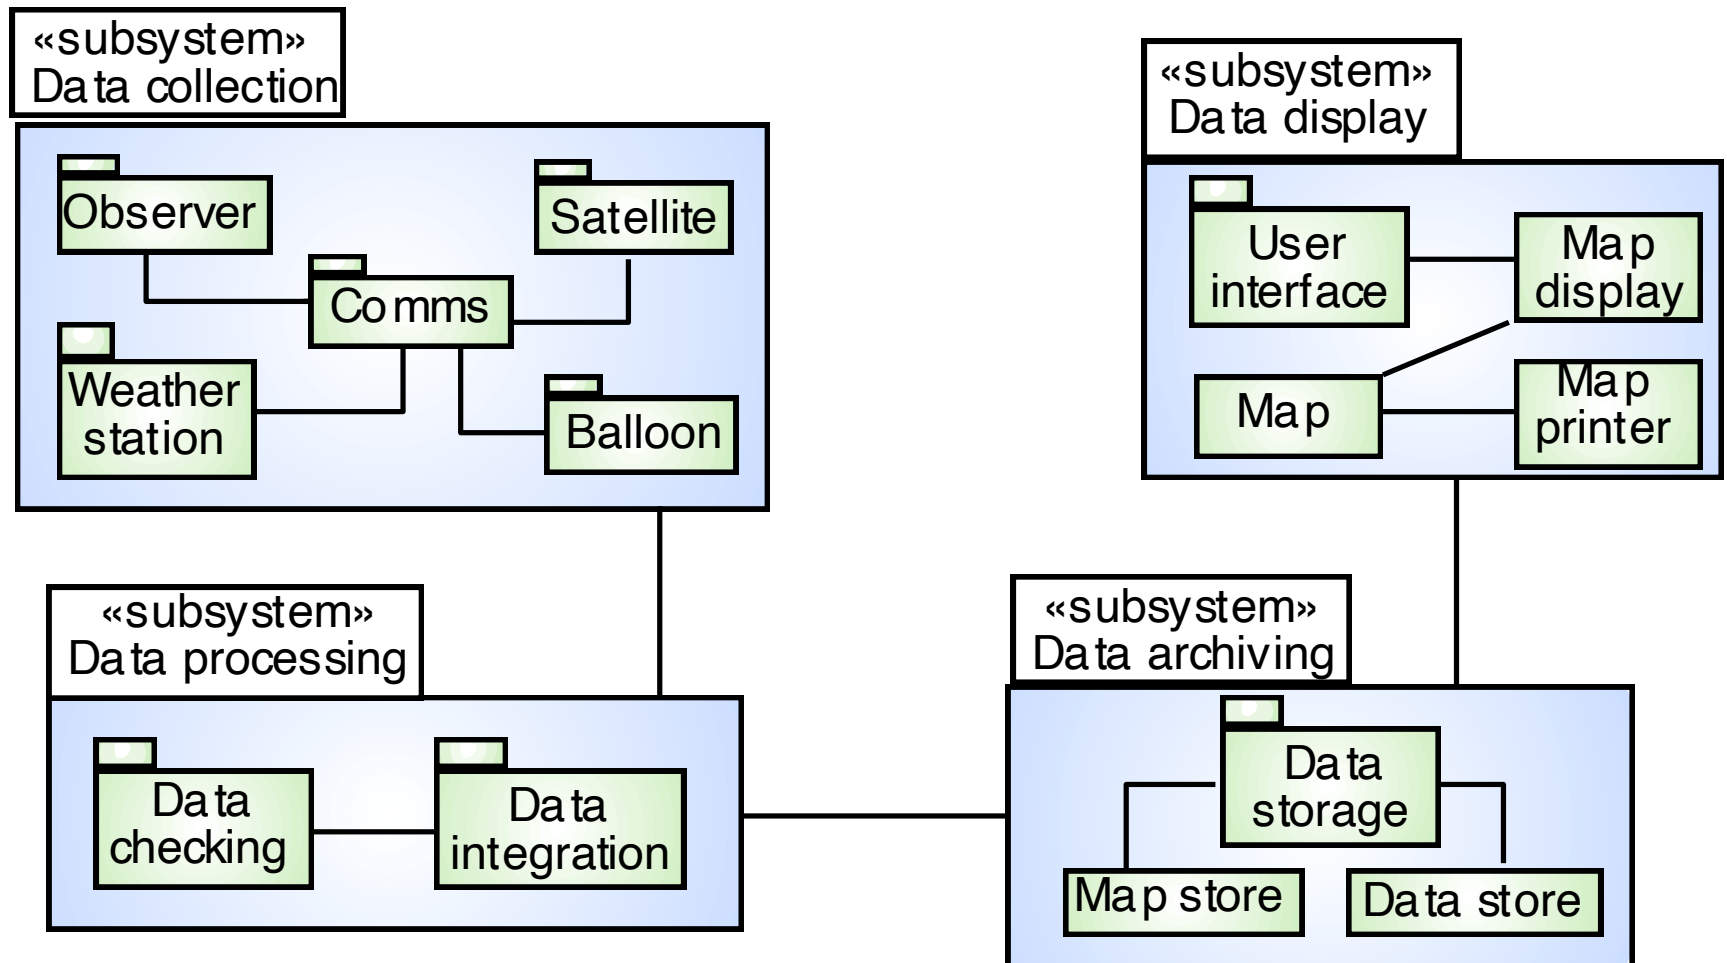 «subsystem»
Data collection
Observer
Satellite
Comms
Weather
station
Balloon
«subsystem»
Data display
User
interface
Map
display
Map
Map
printer
«subsystem»
Data processing
Data
checking
Data
integration
«subsystem»
Data archiving
Data
storage
Map store
Data store